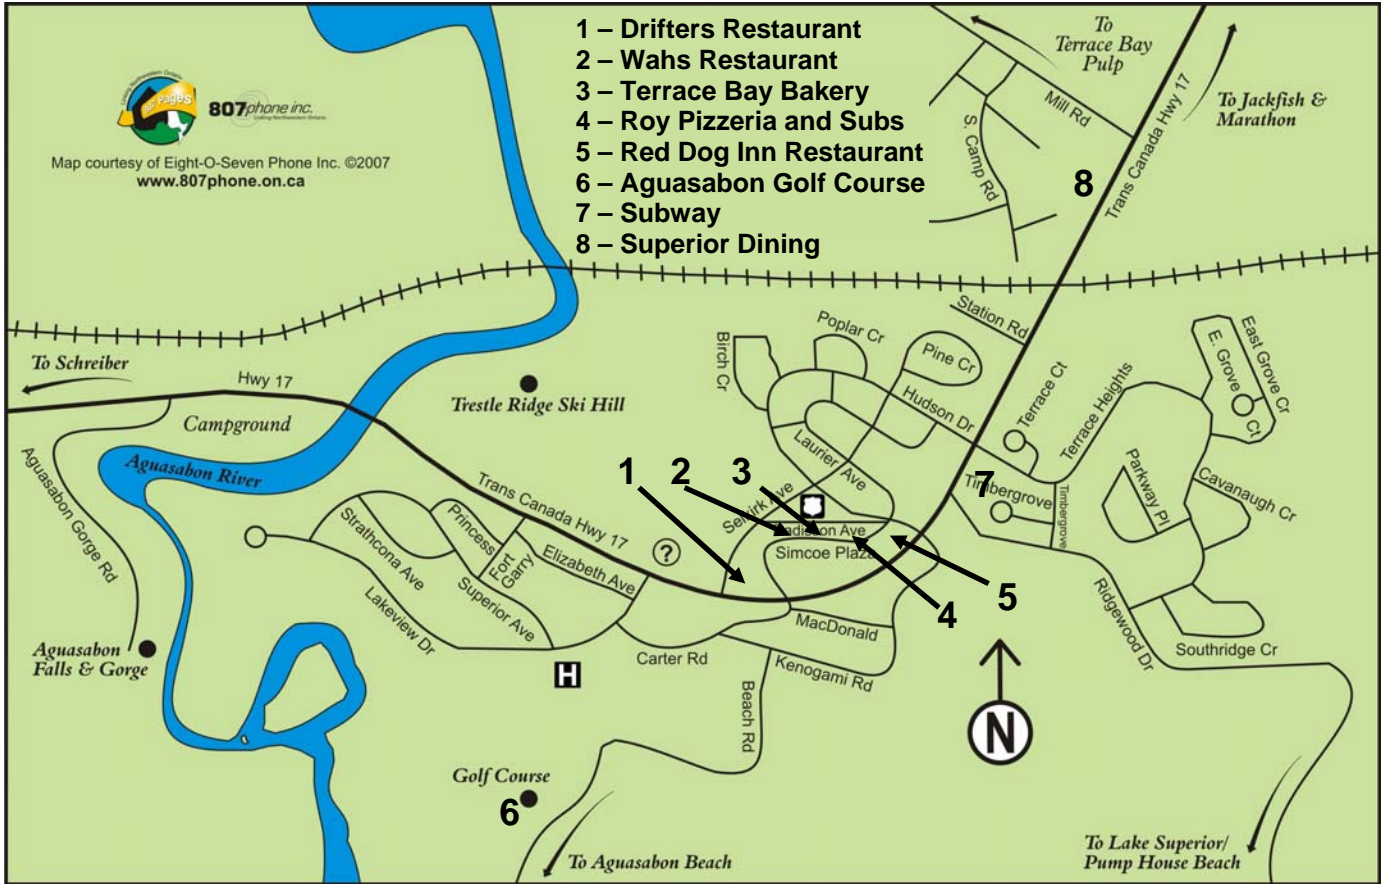 1 – Drifters Restaurant
2 – Wahs Restaurant
3 – Terrace Bay Bakery
4 – Roy Pizzeria and Subs
5 – Red Dog Inn Restaurant
6 – Aguasabon Golf Course
7 – Subway
8 – Superior Dining
To
Terrace Bay
Pulp
Mill Rd
Trans Canada Hwy 17
To Jackfish &
Marathon
S. Camp Rd
8
807 Pages
807phone inc.
Linking Northwestern Ontario
Map courtesy of Eight-O-Seven Phone Inc. ©2007
www.807phone.on.ca
To Schreiber
Hwy 17
Campground
Trestle Ridge Ski Hill
Aguasabon River
Aguasabon Gorge Rd
Station Rd
Poplar Cr
Pine Cr
Birch Cr
Hudson Dr
Laurier Ave
Selkirk Ave
Terrace Ct
Terrace Heights
East Grove Cr
E. Grove Ct
Parkway Pl
Cavanaugh Cr
7
Timbergrove
Timbergrove
1
2
3
Trans Canada Hwy 17
?
adisson Ave
Simcoe Plaza
Strathcona Ave
Princess
Fort
Garry
Elizabeth Ave
Superior Ave
Lakeview Dr
5
4
MacDonald
Carter Rd
Kenogami Rd
Ridgewood Dr
Southridge Cr
Aguasabon
Falls & Gorge
H
Beach Rd
N
Golf Course
6
To Aguasabon Beach
To Lake Superior/
Pump House Beach